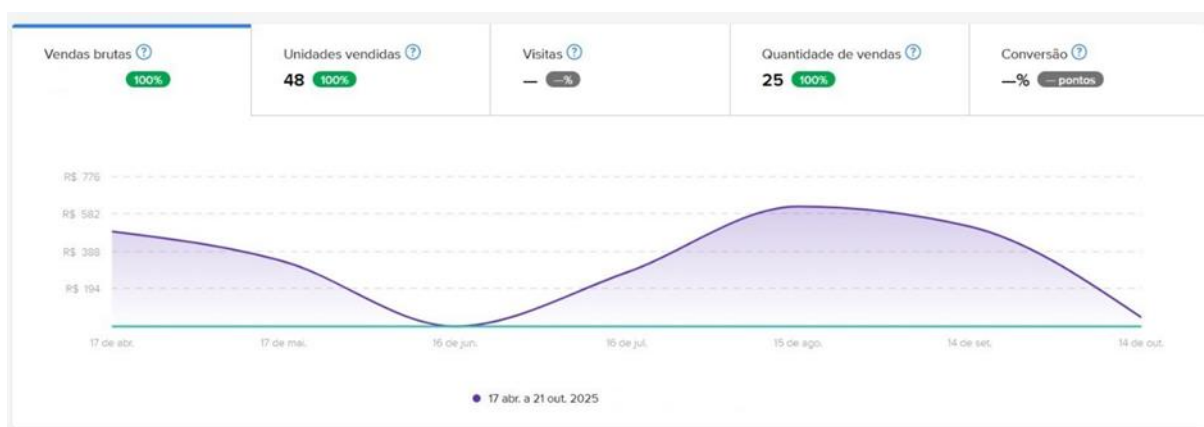 Vendas brutas ?
100%
Unidades vendidas ?
48 100%
Visitas ?
— —%
Quantidade de vendas ?
25 100%
Conversão ?
—% — pontos
R$ 776
R$ 582
R$ 388
R$ 194
17 de abr. 17 de mai. 16 de jun. 16 de jul. 15 de ago. 14 de set. 14 de out.
17 abr. a 21 out. 2025